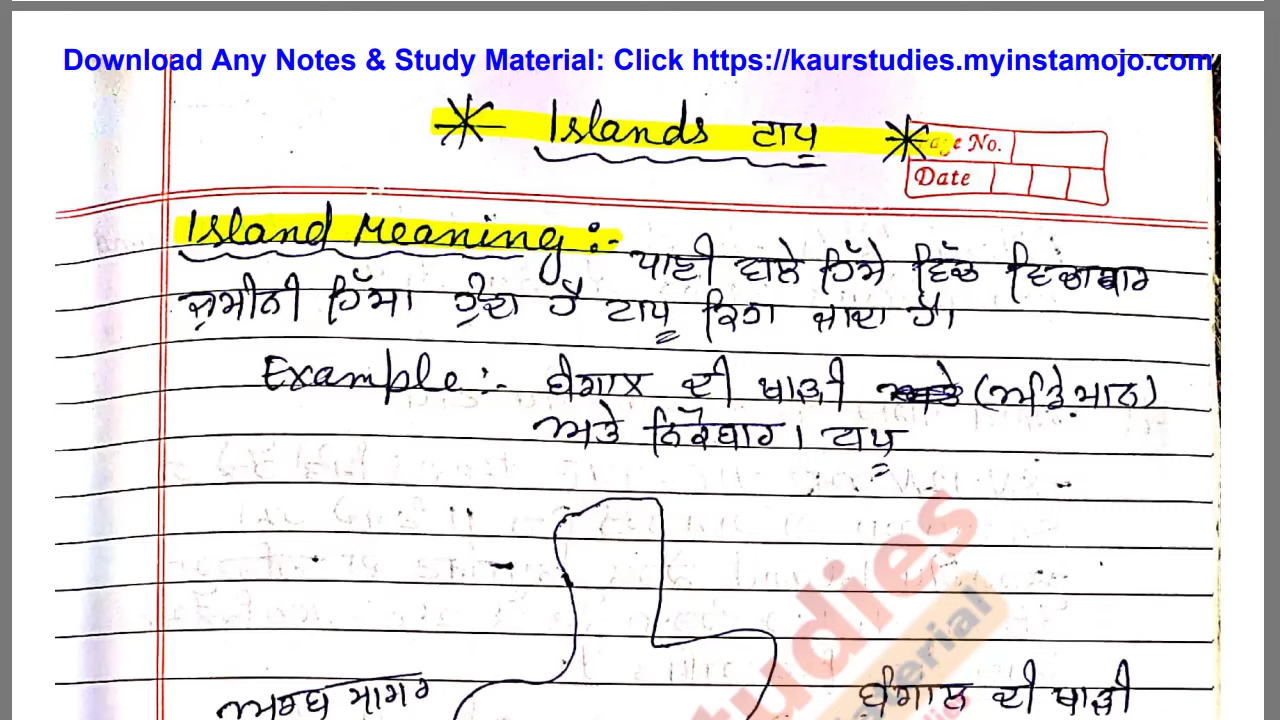 Download Any Notes & Study Material: Click https://kaurstudies.myinstamojo.com/
Islands ਟਾਪੂ
Page No.
Date
Island Meaning :- ਪਾਣੀ ਵਾਲੇ ਹਿੱਸੇ ਵਿੱਚ
ਜ਼ਮੀਨੀ ਹਿੱਸਾ ਹੁੰਦਾ ਹੈ ਟਾਪੂ ਕਿਹਾ ਜਾਂਦਾ ਹੈ।
Example :- ਬੰਗਾਲ ਦੀ ਖਾੜੀ (ਅੰਡੇਮਾਨ)
ਅਤੇ ਨਿਕੋਬਾਰ। ਟਾਪੂ
ਅਰਬ ਸਾਗਰ
ਬੰਗਾਲ ਦੀ ਖਾੜੀ